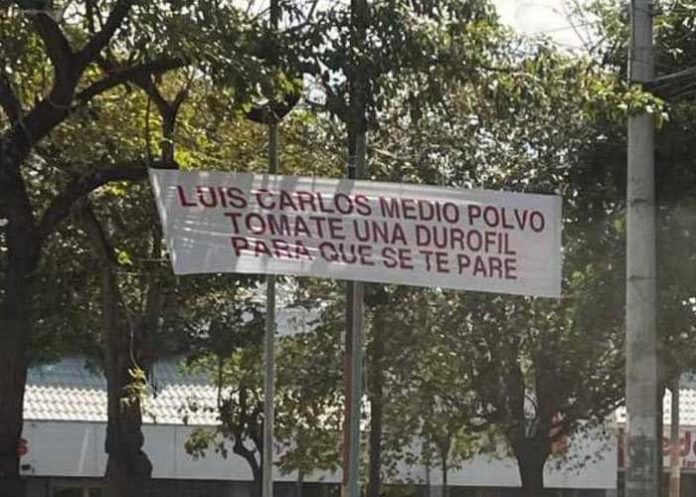 LUIS CARLOS MEDIO POLVO
TOMATE UNA DUROFIL
PARA QUE SE TE PARE